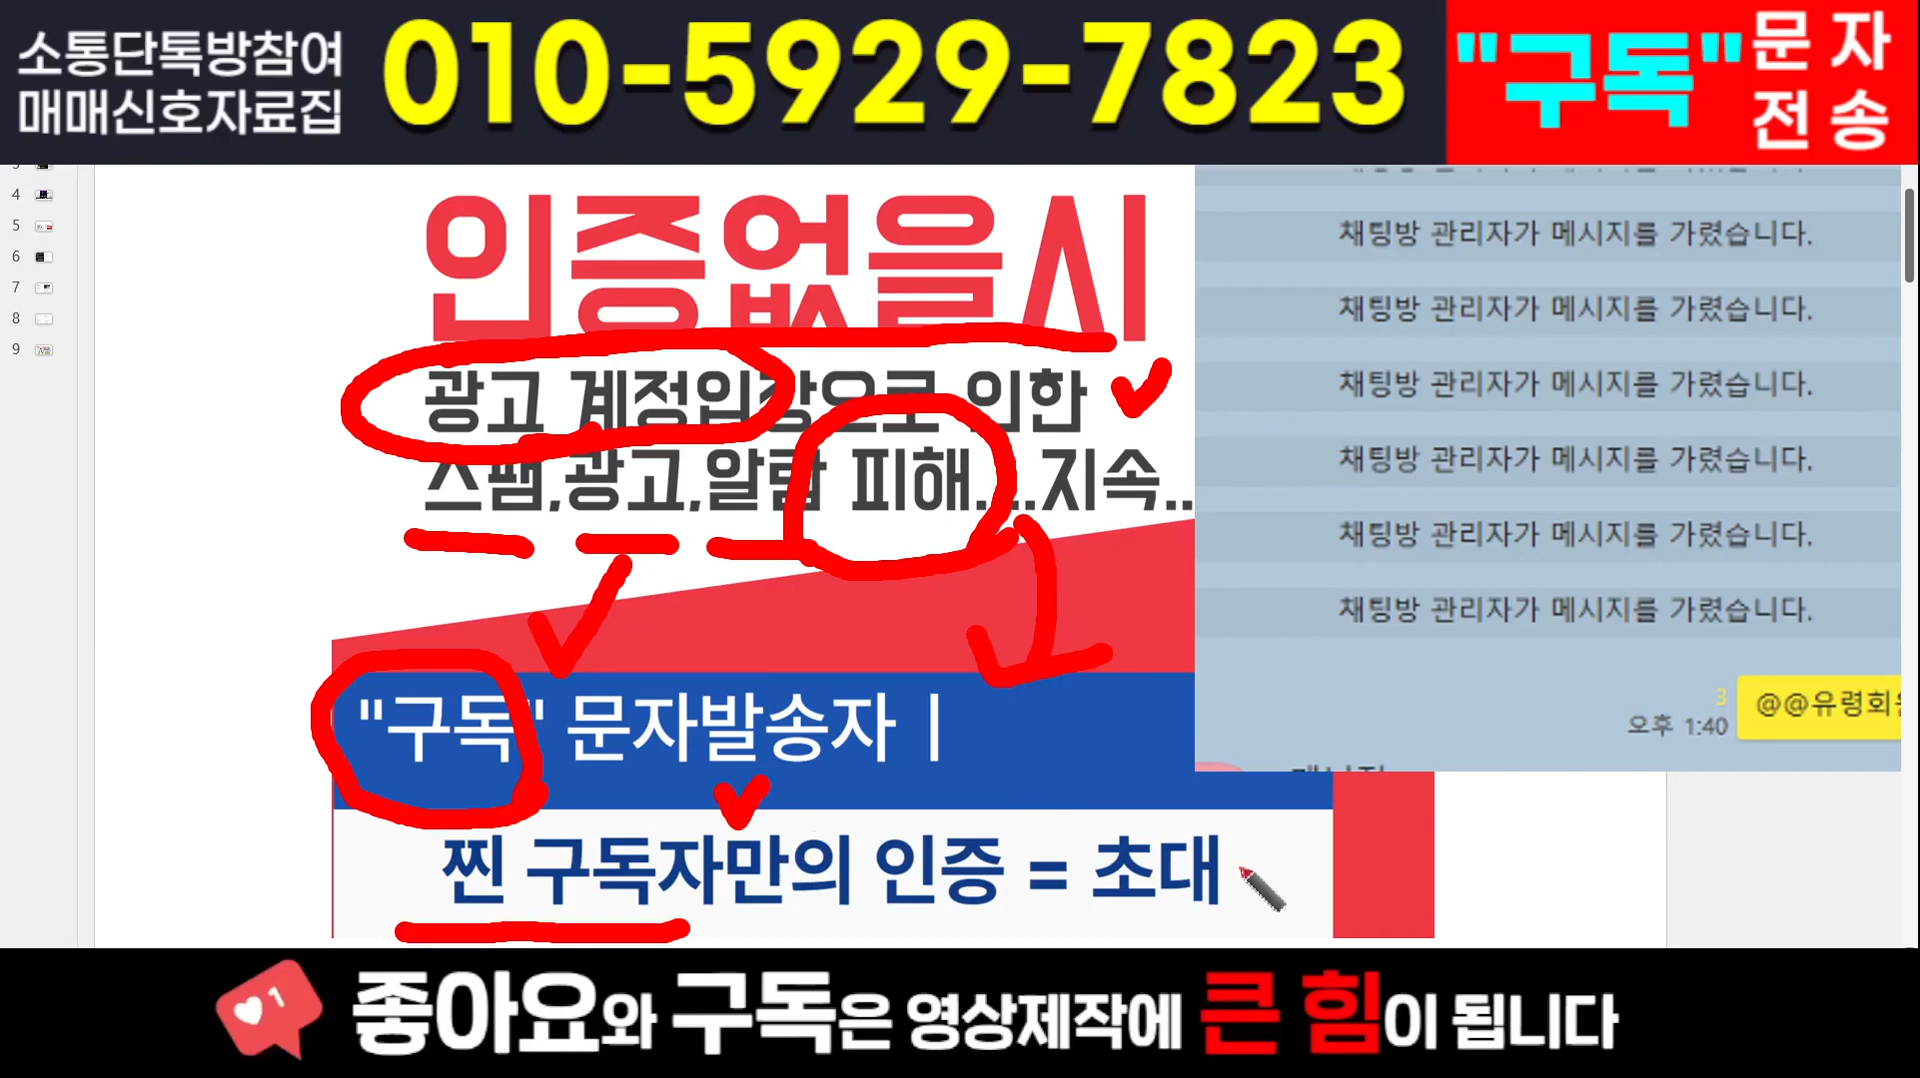 소통단톡방참여
매매신호자료집
010-5929-7823
"구독" 문자
전송
4
5
6
7
8
9
인증없을시
광고 계정입장으로 인한
스팸,광고,알람 피해....지속..
"구독" 문자발송자 ㅣ
찐 구독자만의 인증 = 초대
채팅방 관리자가 메시지를 가렸습니다.
채팅방 관리자가 메시지를 가렸습니다.
채팅방 관리자가 메시지를 가렸습니다.
채팅방 관리자가 메시지를 가렸습니다.
채팅방 관리자가 메시지를 가렸습니다.
채팅방 관리자가 메시지를 가렸습니다.
3
오후 1:40
@@유령회원
1
좋아요와 구독은 영상제작에 큰 힘이 됩니다